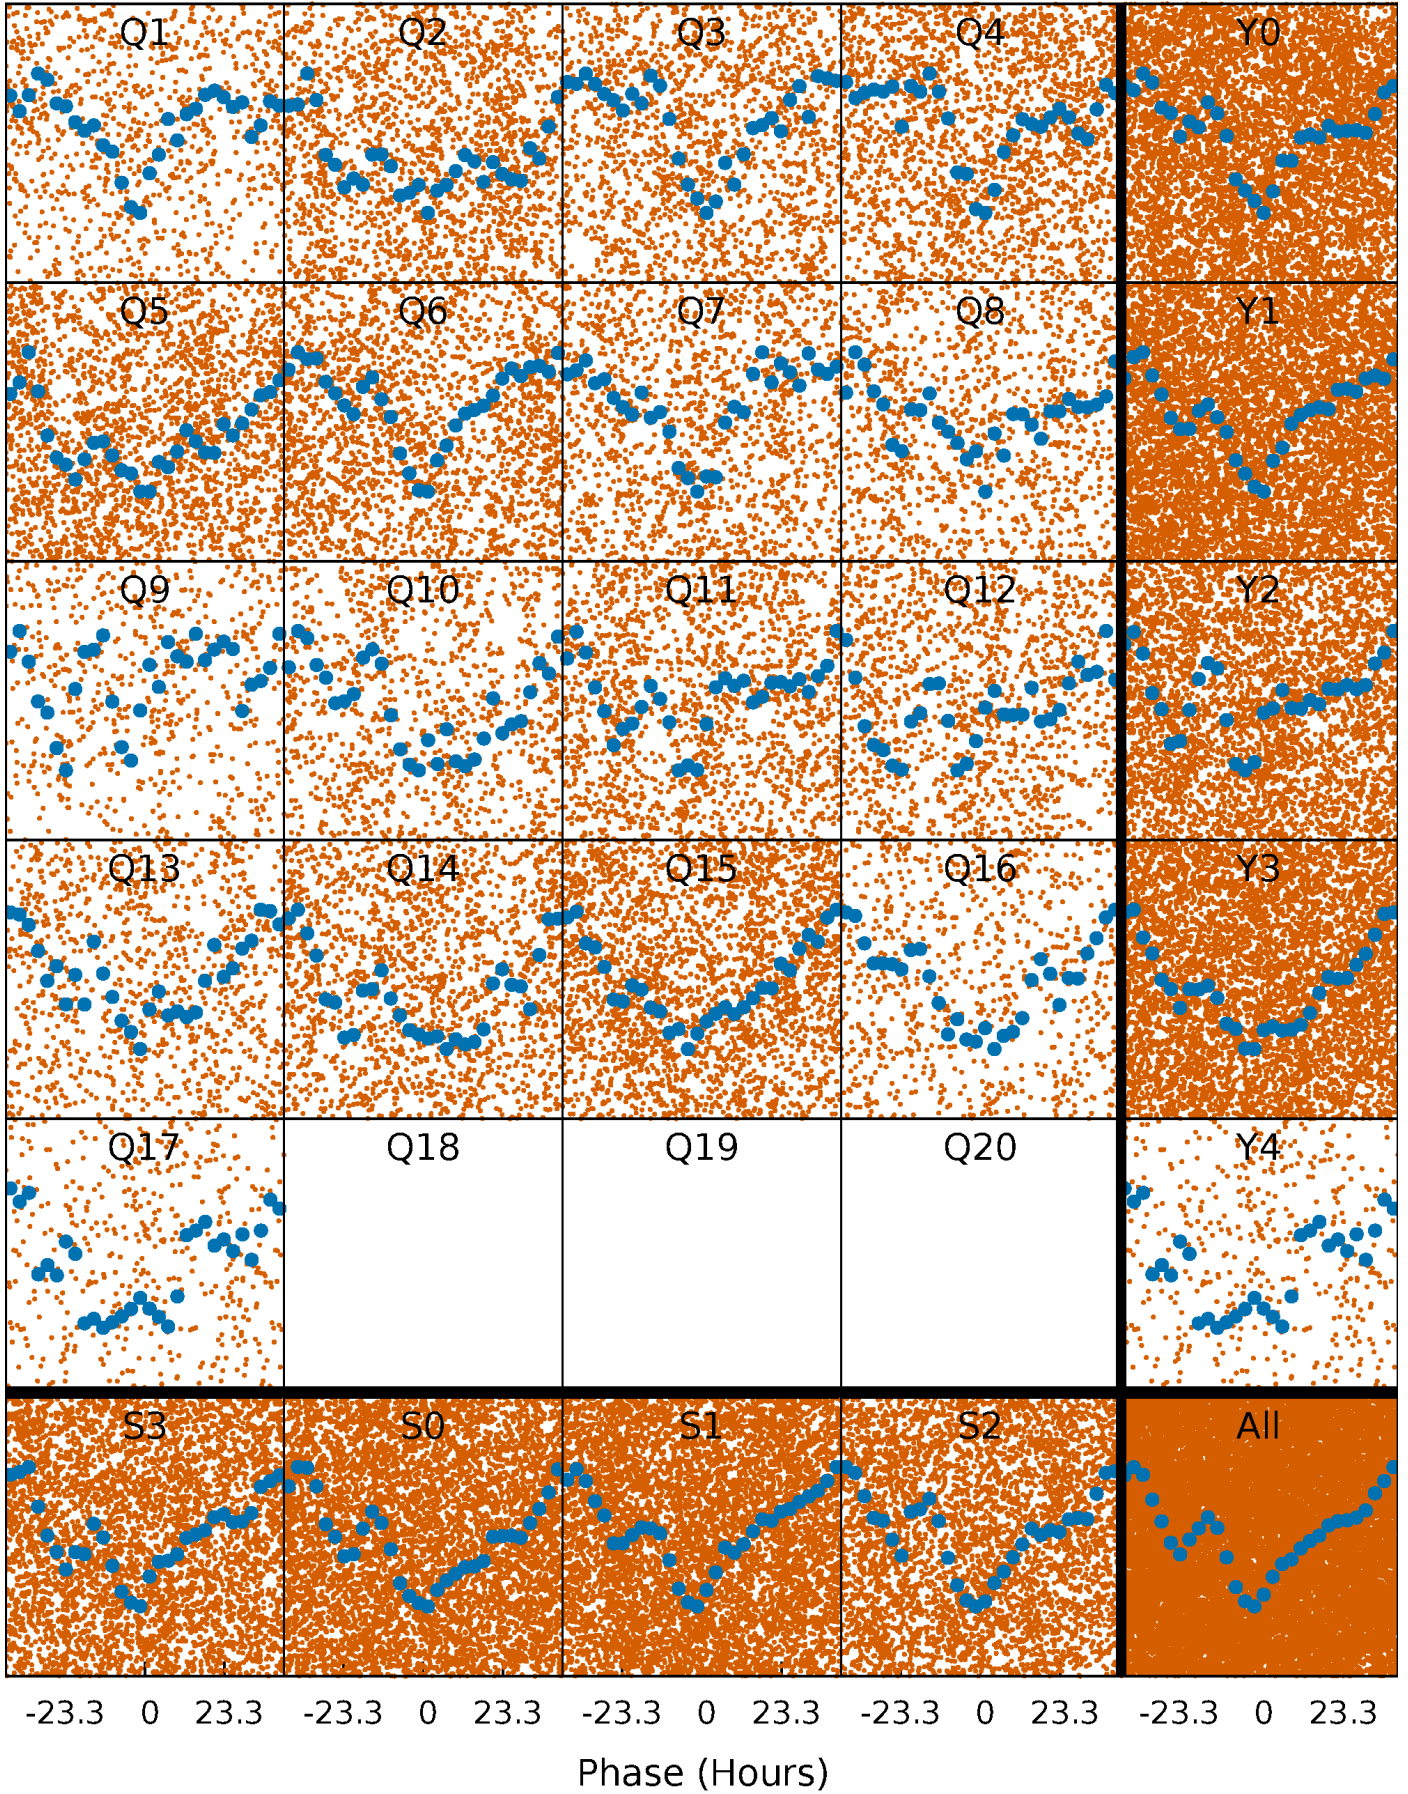 Q1 Q2 Q3 Q4 Y0
Q5 Q6 Q7 Q8 Y1
Q9 Q10 Q11 Q12 Y2
Q13 Q14 Q15 Q16 Y3
Q17 Q18 Q19 Q20 Y4
S3 S0 S1 S2 All
-23.3 0 23.3 -23.3 0 23.3 -23.3 0 23.3 -23.3 0 23.3 -23.3 0 23.3
Phase (Hours)